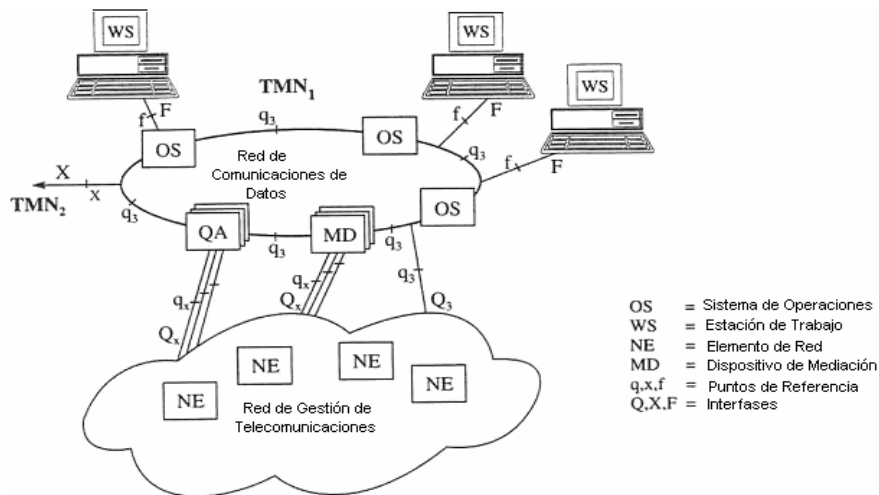 WS
WS
WS
TMN₁
f
F
q₃
f
F
OS
OS
q₃
f
F
Red de
Comunicaciones de
Datos
X
x
TMN₂
q₃
OS
QA
MD
q₃
q₃
qₓ
qₓ
q₃
Qₓ
Qₓ
Q₃
NE
NE
NE
NE
Red de Gestión de
Telecomunicaciones
OS = Sistema de Operaciones
WS = Estación de Trabajo
NE = Elemento de Red
MD = Dispositivo de Mediación
q,x,f = Puntos de Referencia
Q,X,F = Interfases